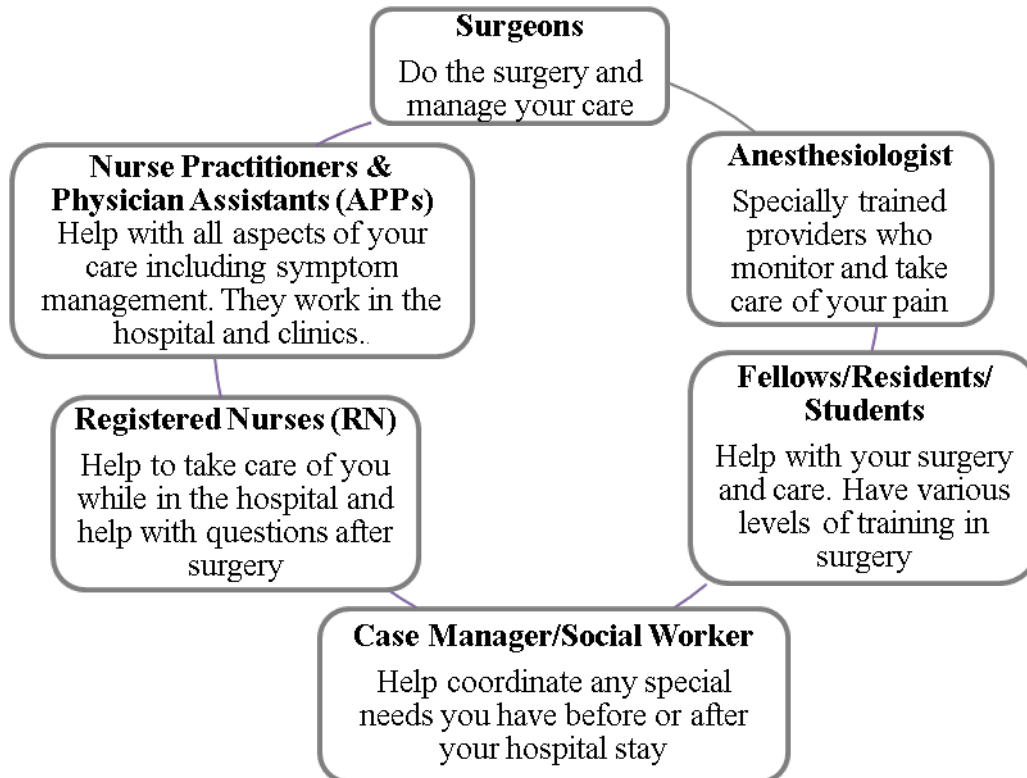 Surgeons
Do the surgery and
manage your care
Anesthesiologist
Specially trained
providers who
monitor and take
care of your pain
Fellows/Residents/
Students
Help with your surgery
and care. Have various
levels of training in
surgery
Case Manager/Social Worker
Help coordinate any special
needs you have before or after
your hospital stay
Registered Nurses (RN)
Help to take care of you
while in the hospital and
help with questions after
surgery
Nurse Practitioners &
Physician Assistants (APPs)
Help with all aspects of your
care including symptom
management. They work in the
hospital and clinics..